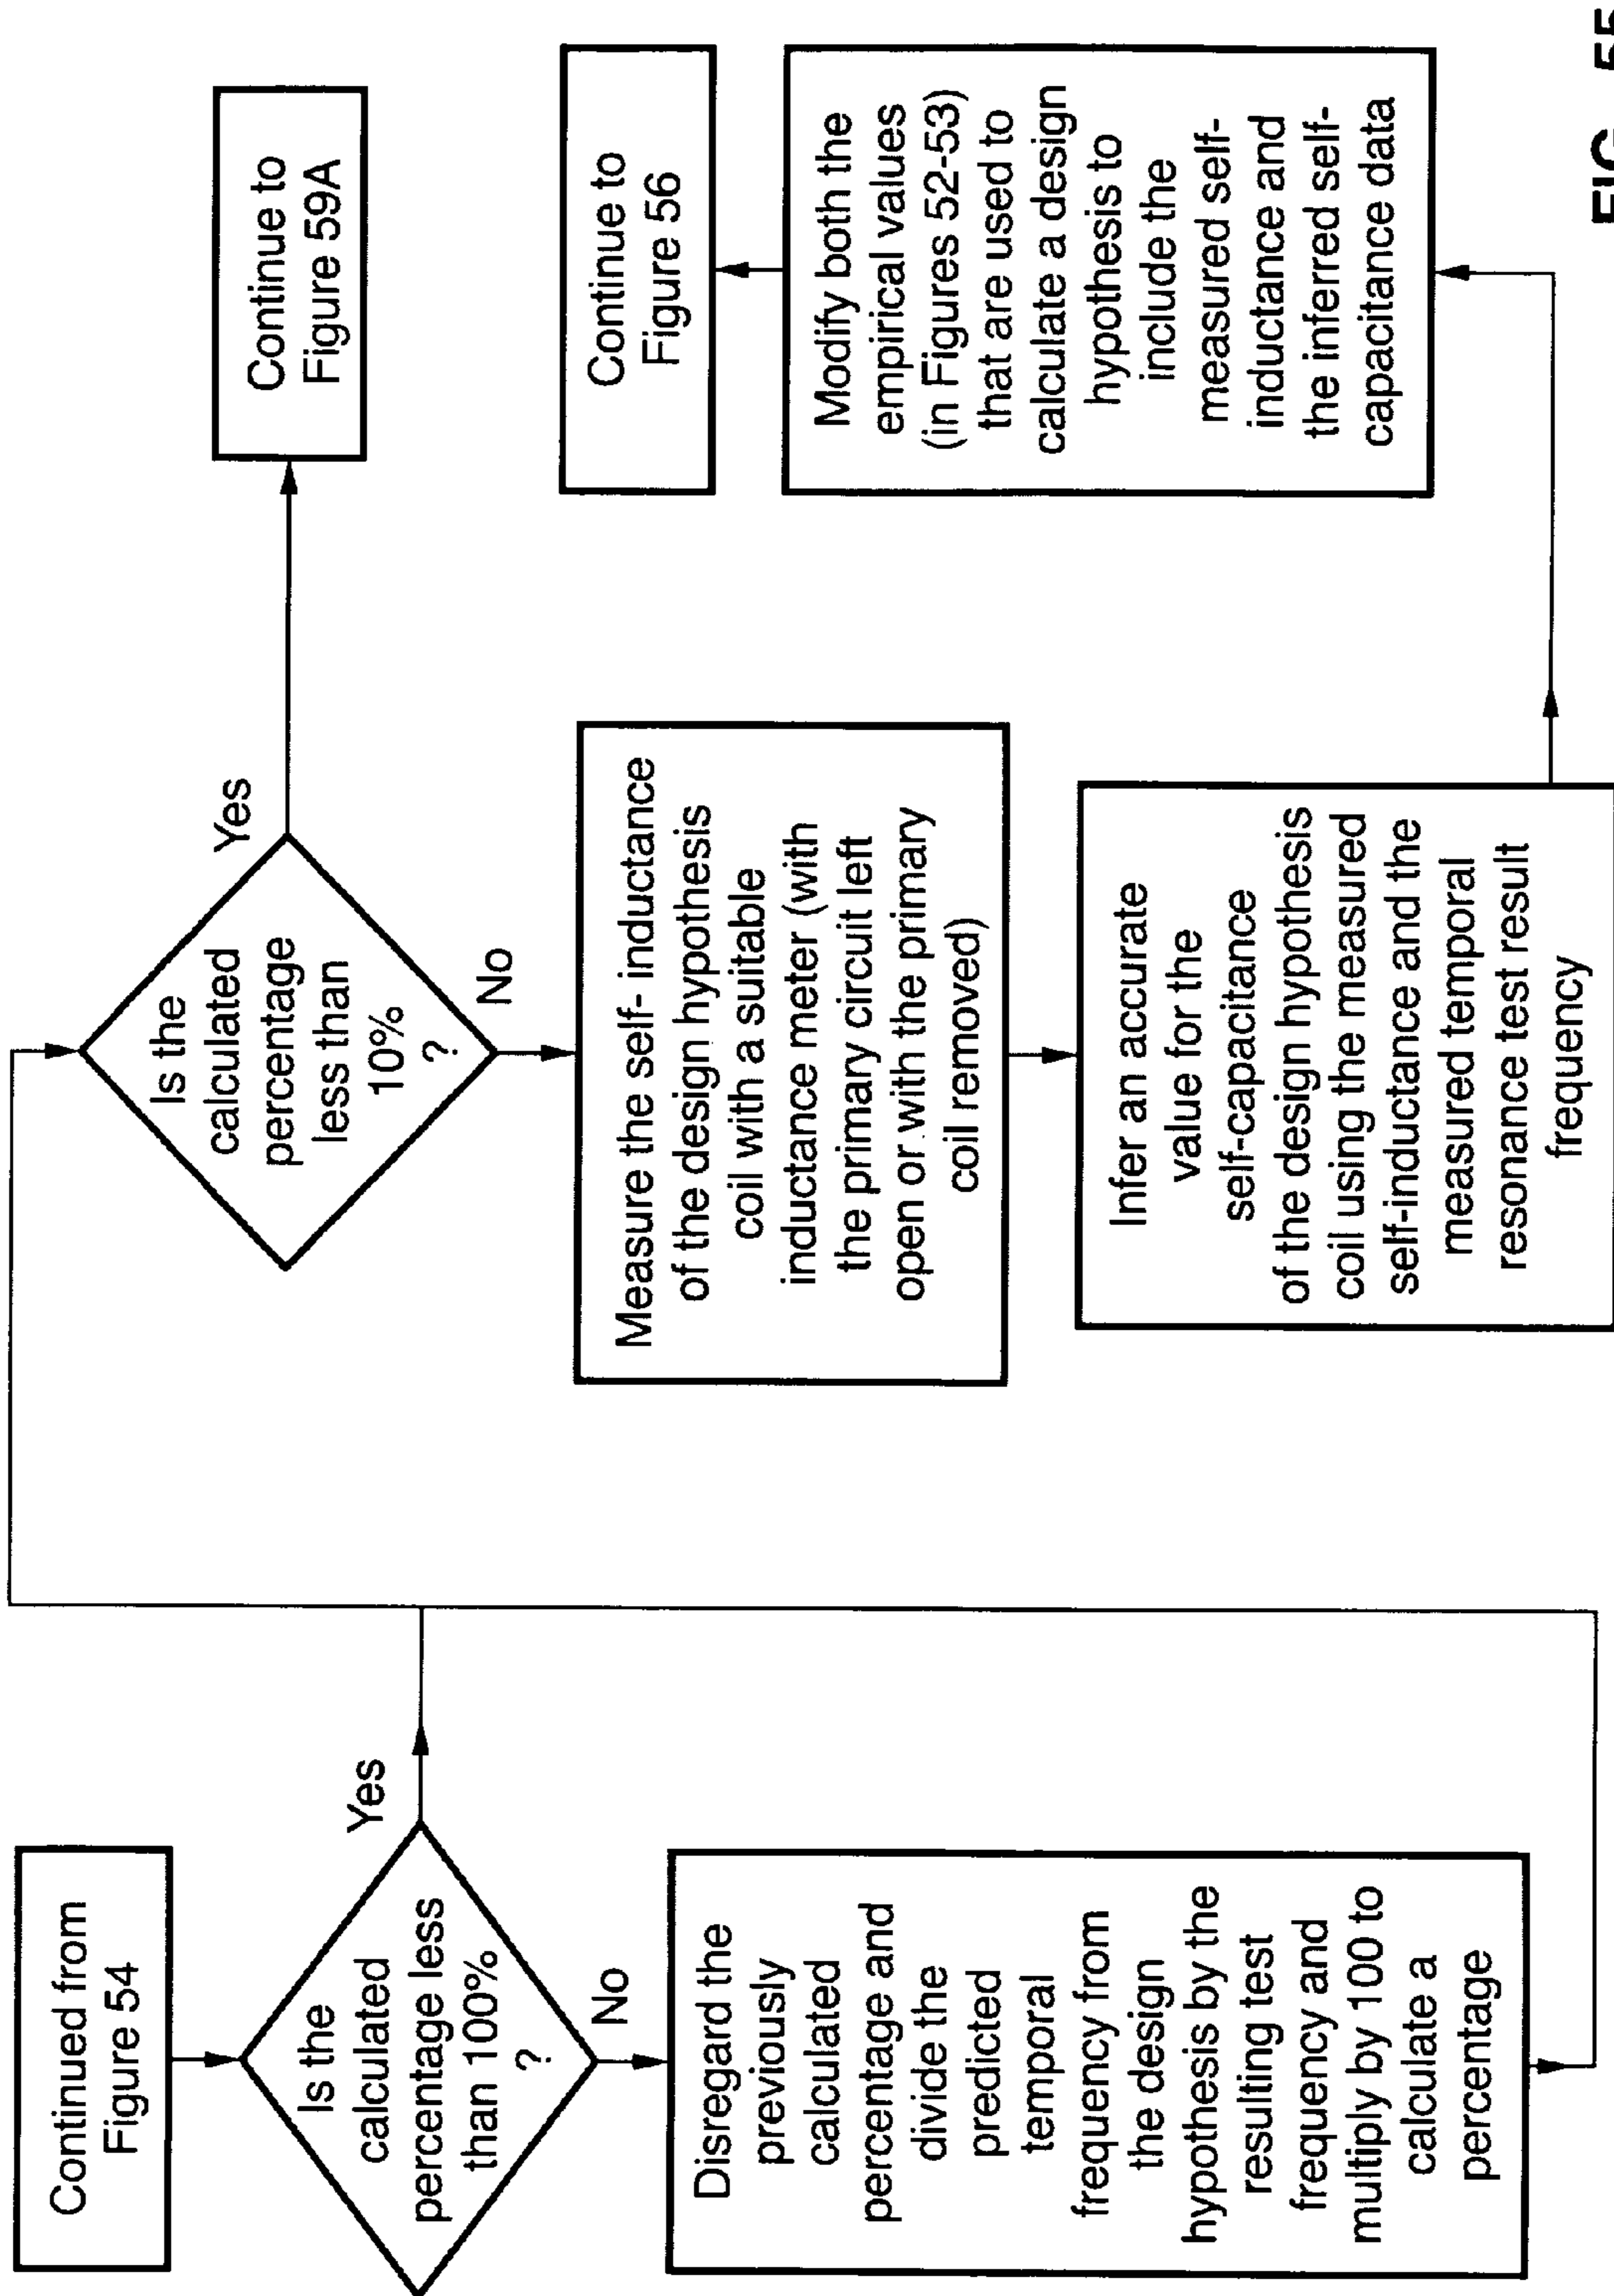 Continued from
Figure 54
Is the
calculated
percentage less
than 100%
?
Yes
No
Disregard the
previously
calculated
percentage and
divide the
predicted
temporal
frequency from
the design
hypothesis by the
resulting test
frequency and
multiply by 100 to
calculate a
percentage
Is the
calculated
percentage
less than
10%
?
Yes
No
Continue to
Figure 59A
Measure the self- inductance
of the design hypothesis
coil with a suitable
inductance meter (with
the primary circuit left
open or with the primary
coil removed)
Infer an accurate
value for the
self-capacitance
of the design hypothesis
coil using the measured
self-inductance and the
measured temporal
resonance test result
frequency
Continue to
Figure 56
Modify both the
empirical values
(in Figures 52-53)
that are used to
calculate a design
hypothesis to
include the
measured self-
inductance and
the inferred self-
capacitance data
FIG. 55